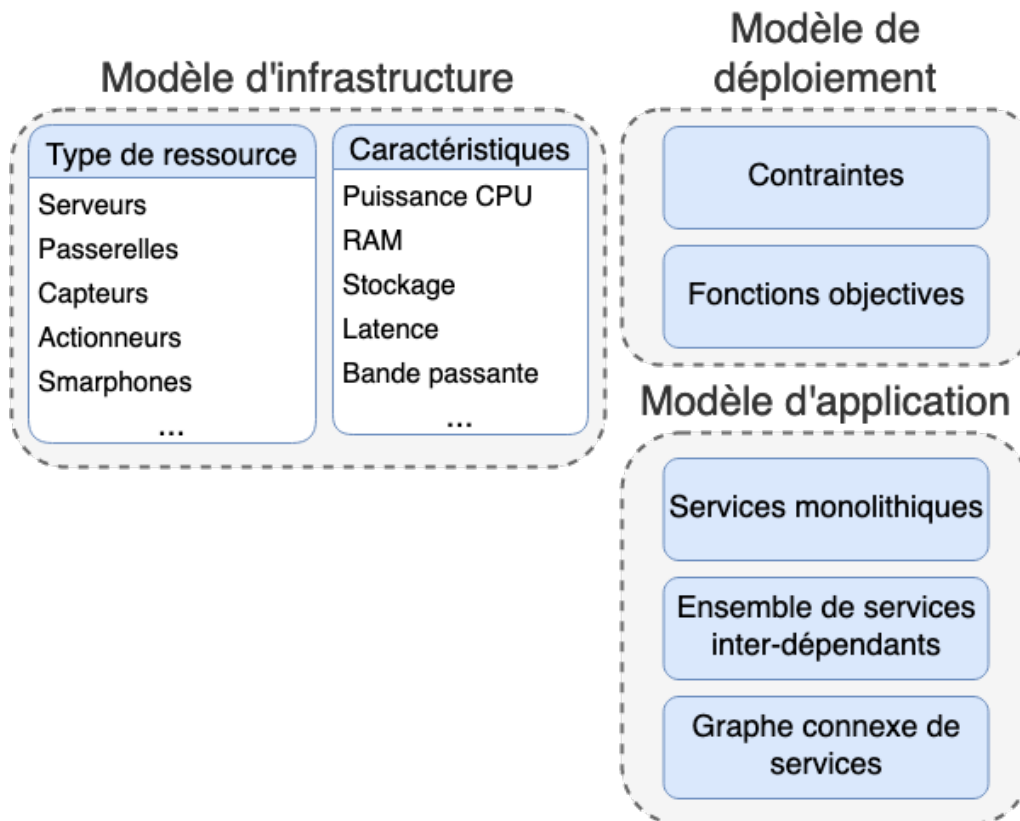 Modèle d'infrastructure
Type de ressource
Serveurs
Passerelles
Capteurs
Actionneurs
Smarphones
...
Caractéristiques
Puissance CPU
RAM
Stockage
Latence
Bande passante
...
Modèle de
déploiement
Contraintes
Fonctions objectives
Modèle d'application
Services monolithiques
Ensemble de services
inter-dépendants
Graphe connexe de
services